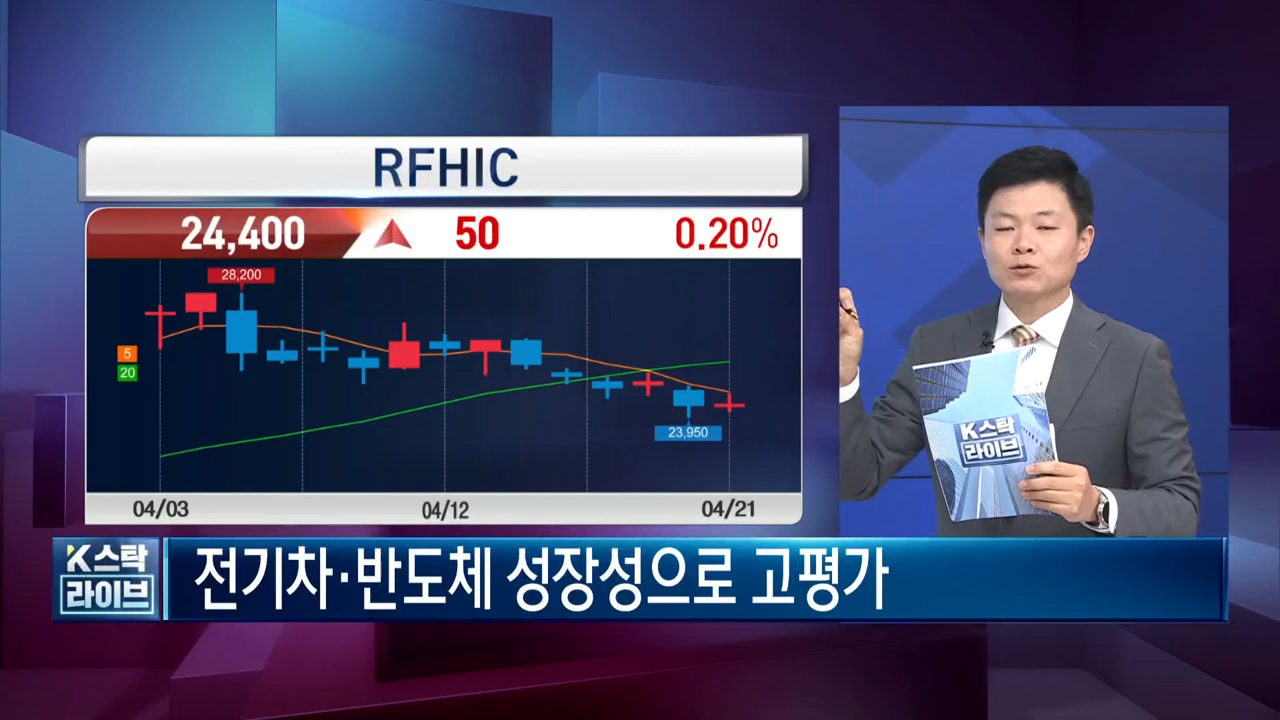 RFHIC
24,400 50 0.20%
28,200
5
20
23,950
04/03 04/12 04/21
K스탁
라이브
K스탁
라이브
전기차·반도체 성장성으로 고평가